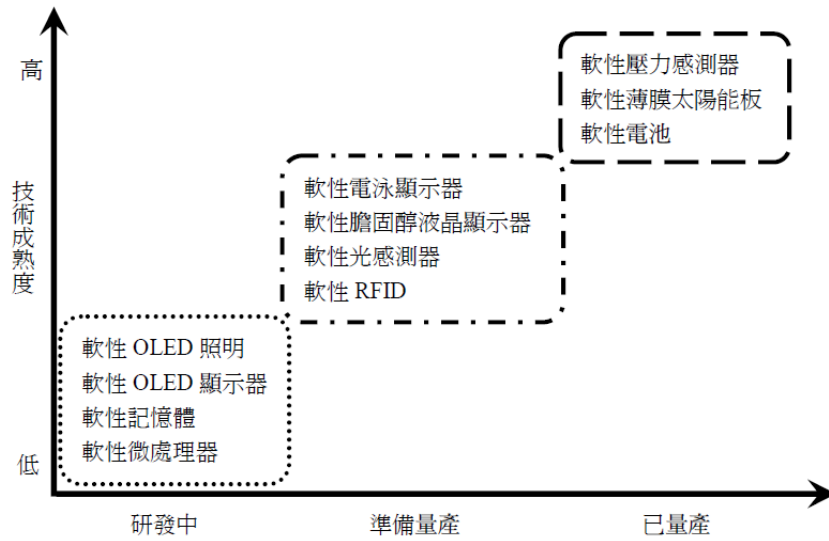 高
軟性壓力感測器
軟性薄膜太陽能板
軟性電池
技術成熟度
軟性電泳顯示器
軟性膽固醇液晶顯示器
軟性光感測器
軟性 RFID
軟性 OLED 照明
軟性 OLED 顯示器
軟性記憶體
軟性微處理器
低
研發中
準備量產
已量產